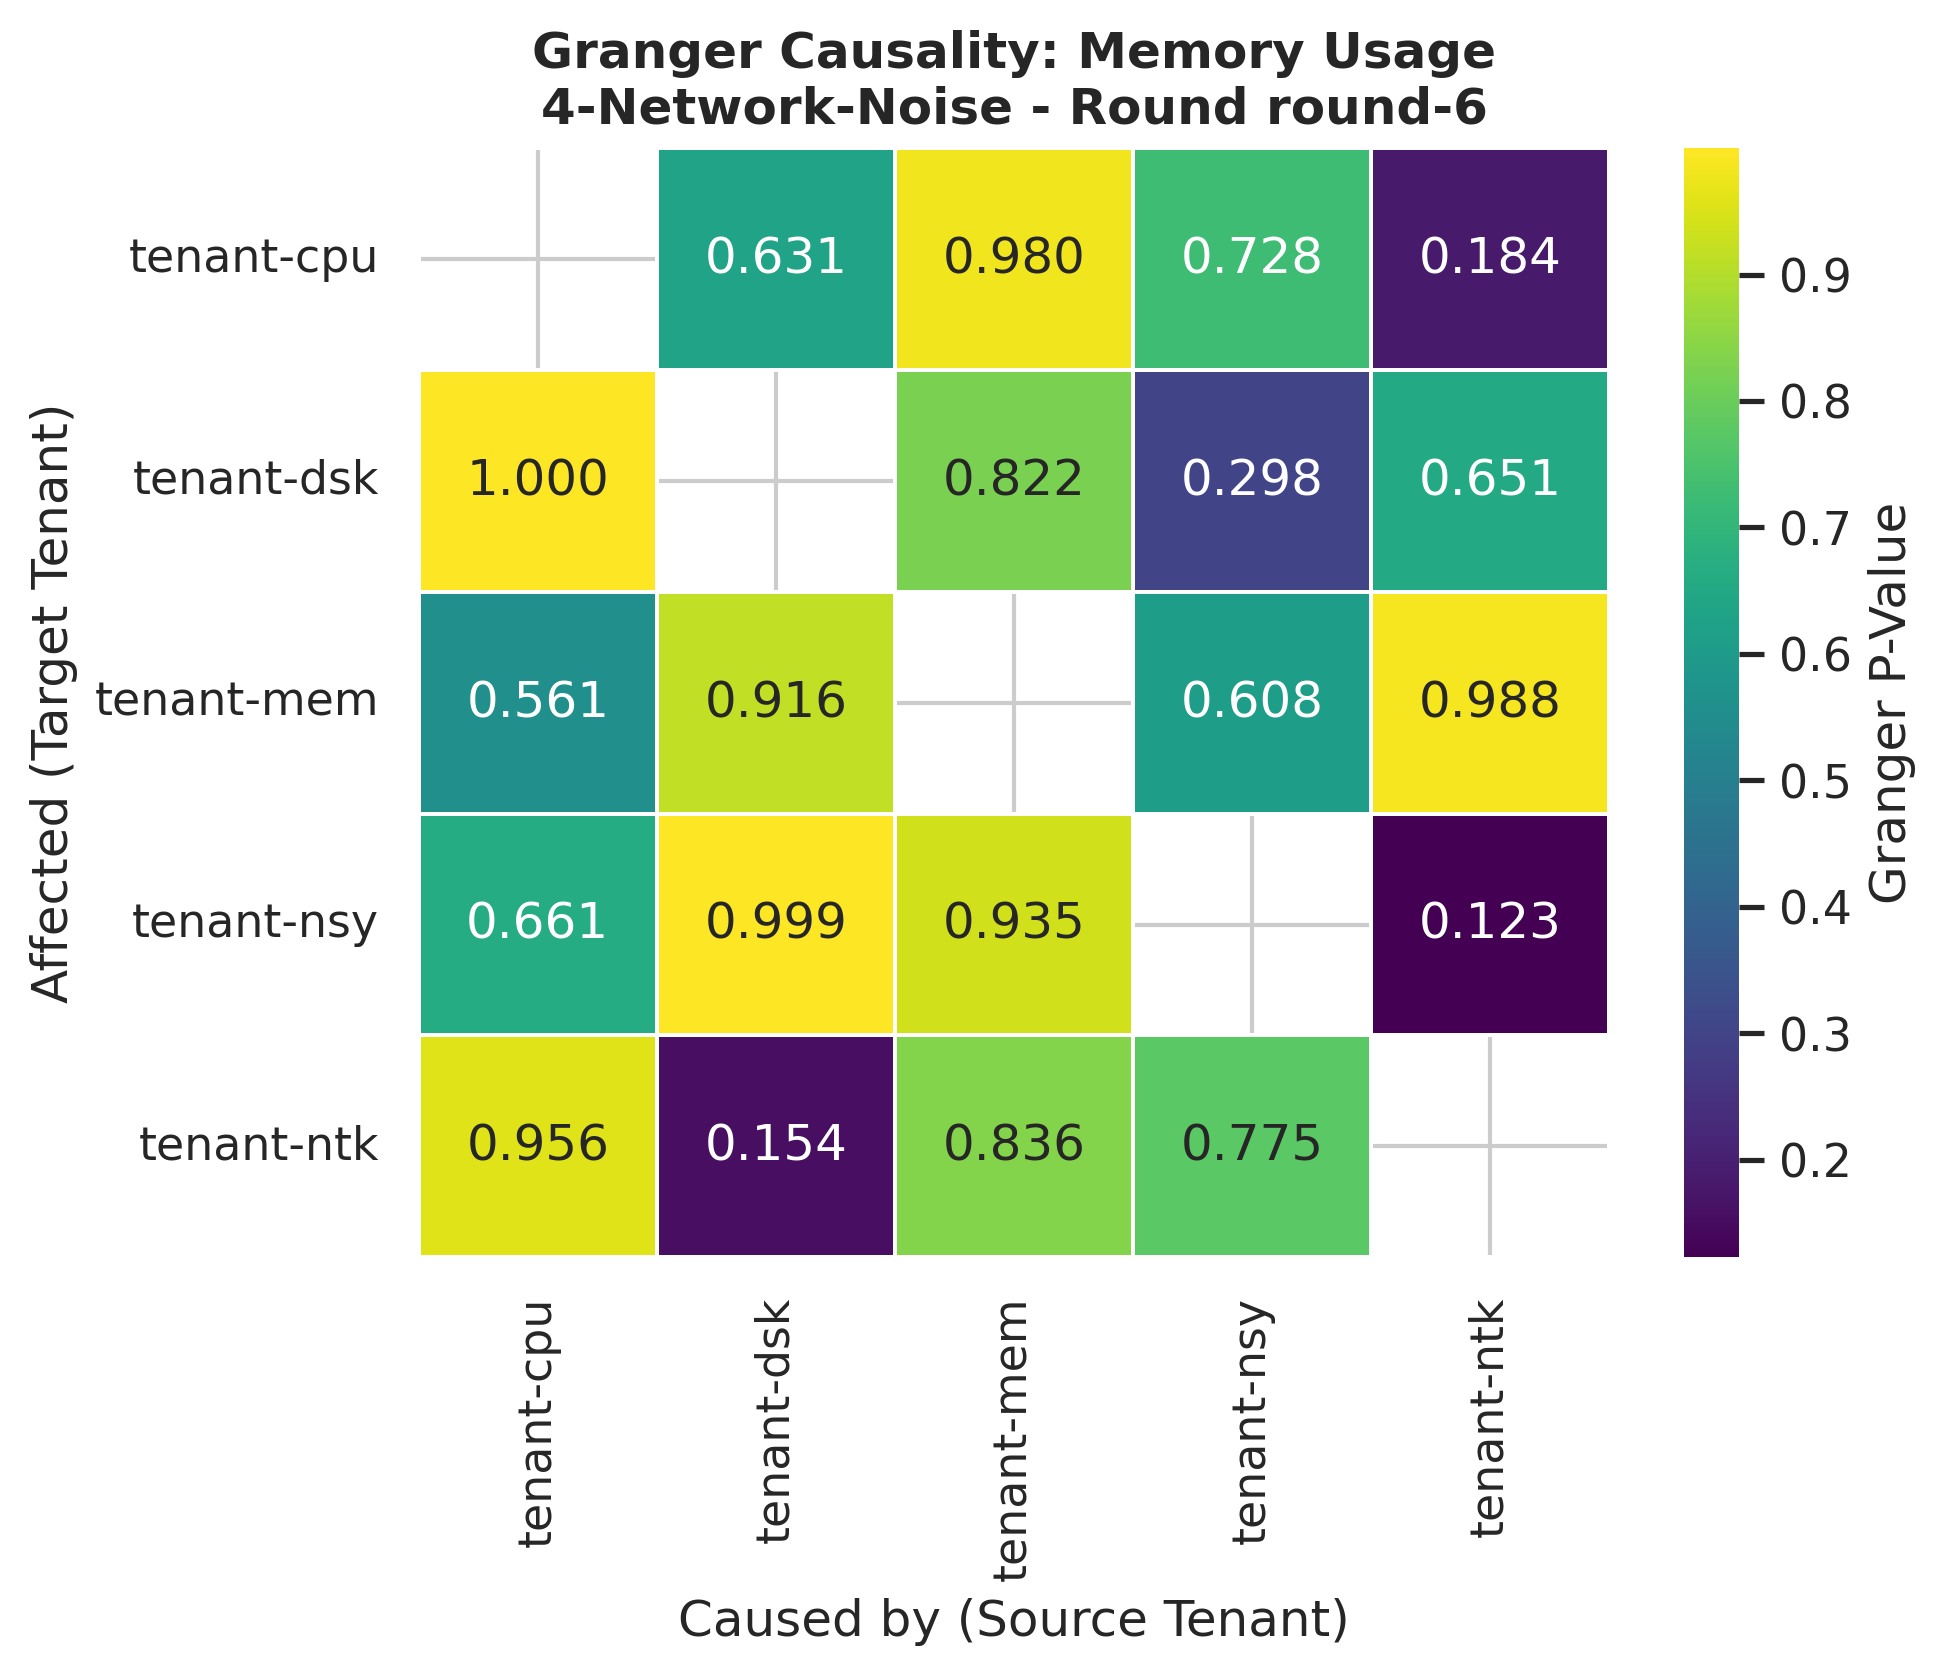 Granger Causality: Memory Usage
4-Network-Noise - Round round-6
Affected (Target Tenant)
tenant-cpu 0.631 0.980 0.728 0.184
tenant-dsk 1.000 0.822 0.298 0.651
tenant-mem 0.561 0.916 0.608 0.988
tenant-nsy 0.661 0.999 0.935 0.123
tenant-ntk 0.956 0.154 0.836 0.775
tenant-cpu tenant-dsk tenant-mem tenant-nsy tenant-ntk
Caused by (Source Tenant)
0.9
0.8
0.7
0.6
0.5
0.4
0.3
0.2
Granger P-Value